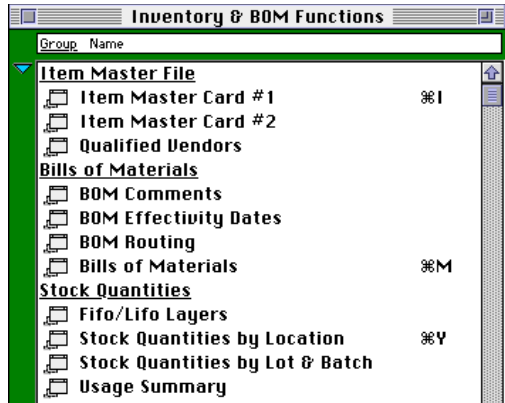 Inventory & BOM Functions
Group Name
Item Master File
Item Master Card #1 ⌘I
Item Master Card #2
Qualified Vendors
Bills of Materials
BOM Comments
BOM Effectivity Dates
BOM Routing
Bills of Materials ⌘M
Stock Quantities
Fifo/Lifo Layers
Stock Quantities by Location ⌘Y
Stock Quantities by Lot & Batch
Usage Summary